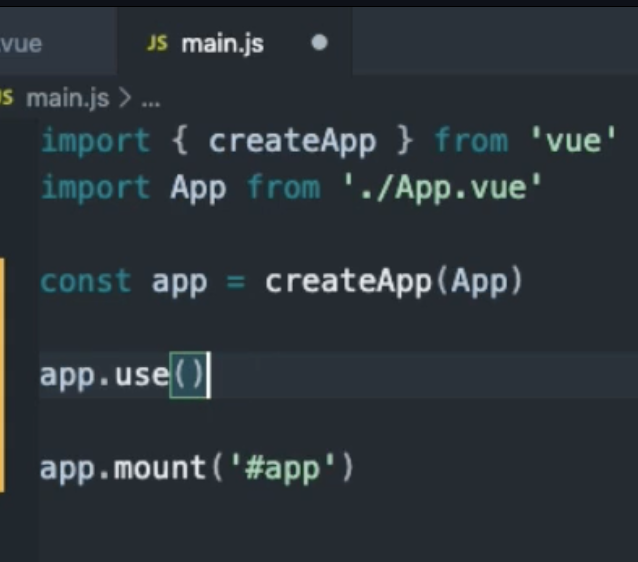 vue JS main.js
JS main.js > ...
import { createApp } from 'vue'
import App from './App.vue'
const app = createApp(App)
app.use()
app.mount('#app')